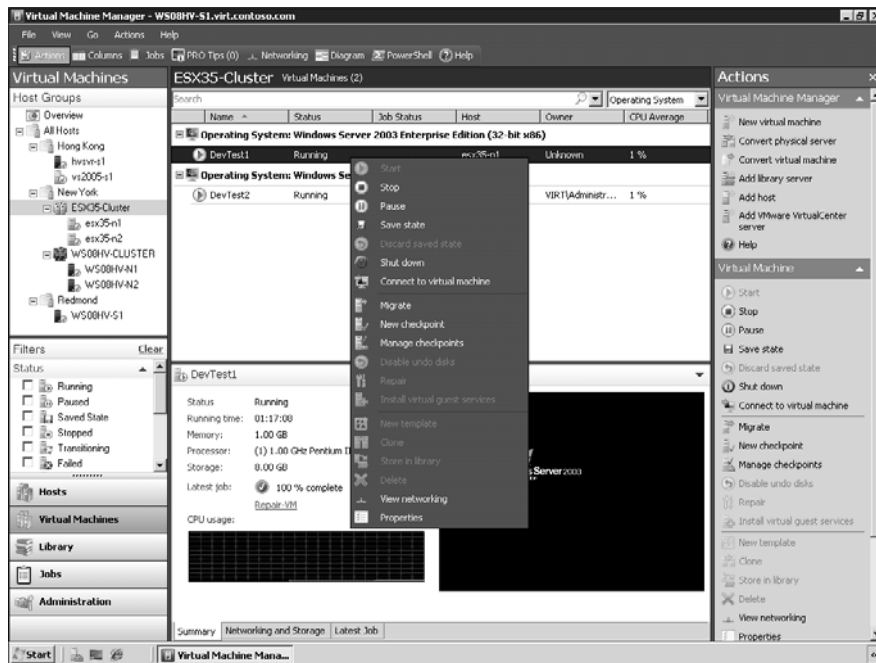 Virtual Machine Manager - WS08HV-S1.virt.contoso.com
File View Go Actions Help
Actions Columns Jobs PRO Tips (0) Networking Diagram PowerShell Help
Virtual Machines
Host Groups
Overview
All Hosts
Hong Kong
hvsvr-s1
vs2005-s1
New York
ESX35-Cluster
esx35-n1
esx35-n2
WS08HV-CLUSTER
WS08HV-N1
WS08HV-N2
Redmond
WS08HV-S1
Filters Clear
Status
Running
Paused
Saved State
Stopped
Transitioning
Failed
Hosts
Virtual Machines
Library
Jobs
Administration
ESX35-Cluster Virtual Machines (2)
Search Operating System
Name Status Job Status Host Owner CPU Average
Operating System: Windows Server 2003 Enterprise Edition (32-bit x86)
DevTest1 Running esx35-n1 Unknown 1 %
Operating System: Windows Se
DevTest2 Running VIRT\Administr... 1 %
Start
Stop
Pause
Save state
Discard saved state
Shut down
Connect to virtual machine
Migrate
New checkpoint
Manage checkpoints
Disable undo disks
Repair
Install virtual guest services
New template
Clone
Store in library
Delete
View networking
Properties
DevTest1
Status Running
Running time: 01:17:00
Memory: 1.00 GB
Processor: (1) 1.00 GHz Pentium I
Storage: 8.00 GB
Latest job: 100 % complete
Repair-VM
CPU usage:
Server 2003
Summary Networking and Storage Latest Job
Actions
Virtual Machine Manager
New virtual machine
Convert physical server
Convert virtual machine
Add library server
Add host
Add VMware VirtualCenter
server
Help
Virtual Machine
Start
Stop
Pause
Save state
Discard saved state
Shut down
Connect to virtual machine
Migrate
New checkpoint
Manage checkpoints
Disable undo disks
Repair
Install virtual guest services
New template
Clone
Store in library
Delete
View networking
Properties
Start Virtual Machine Mana...